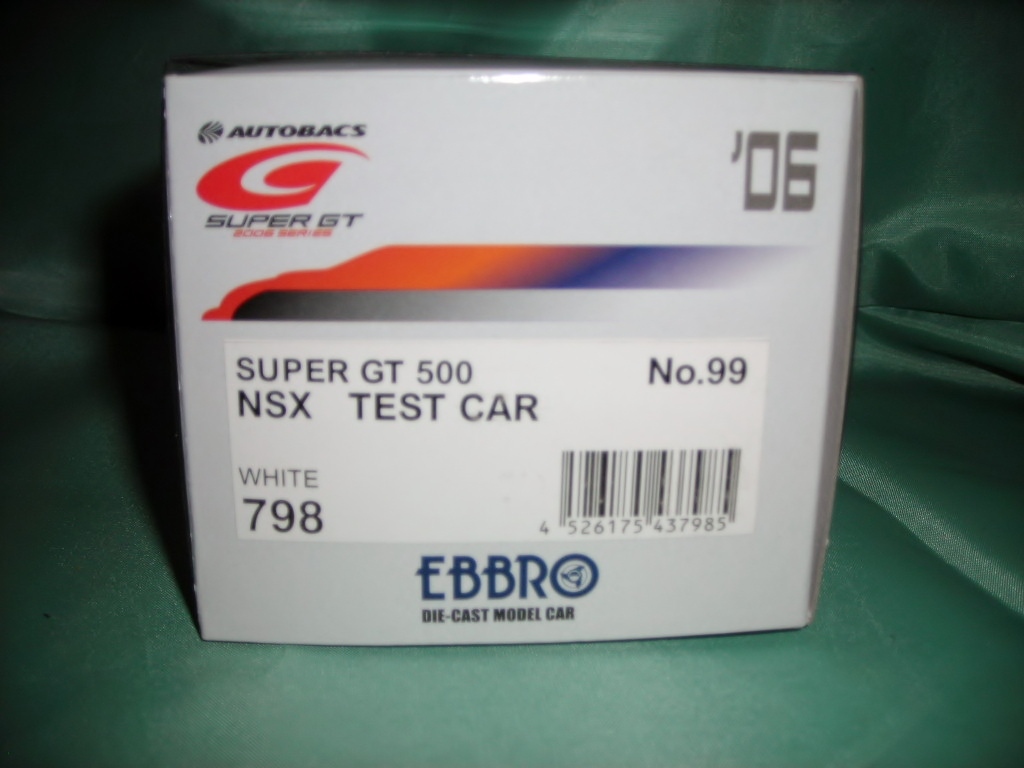 AUTOBACS
SUPER GT
2006 SERIES
'06
SUPER GT 500
No.99
NSX TEST CAR
WHITE
798
4 526175 437985
EBBRO
DIE-CAST MODEL CAR